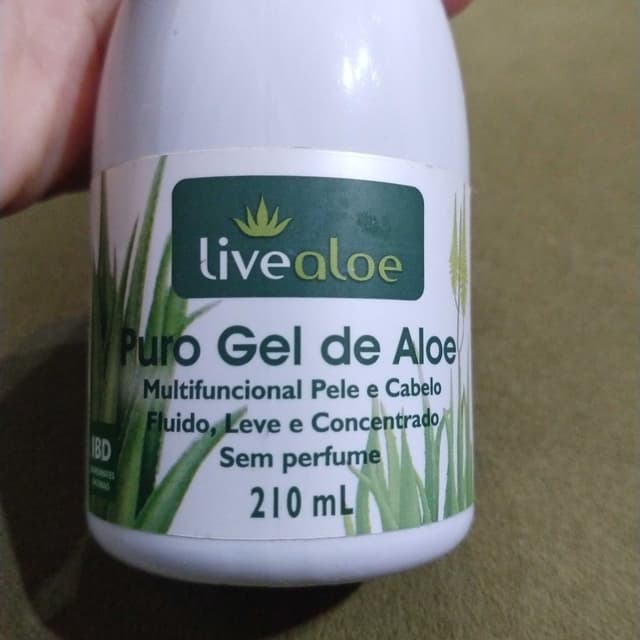 livealoe
Puro Gel de Aloe
Multifuncional Pele e Cabelo
Fluido, Leve e Concentrado
Sem perfume
210 mL
IBD